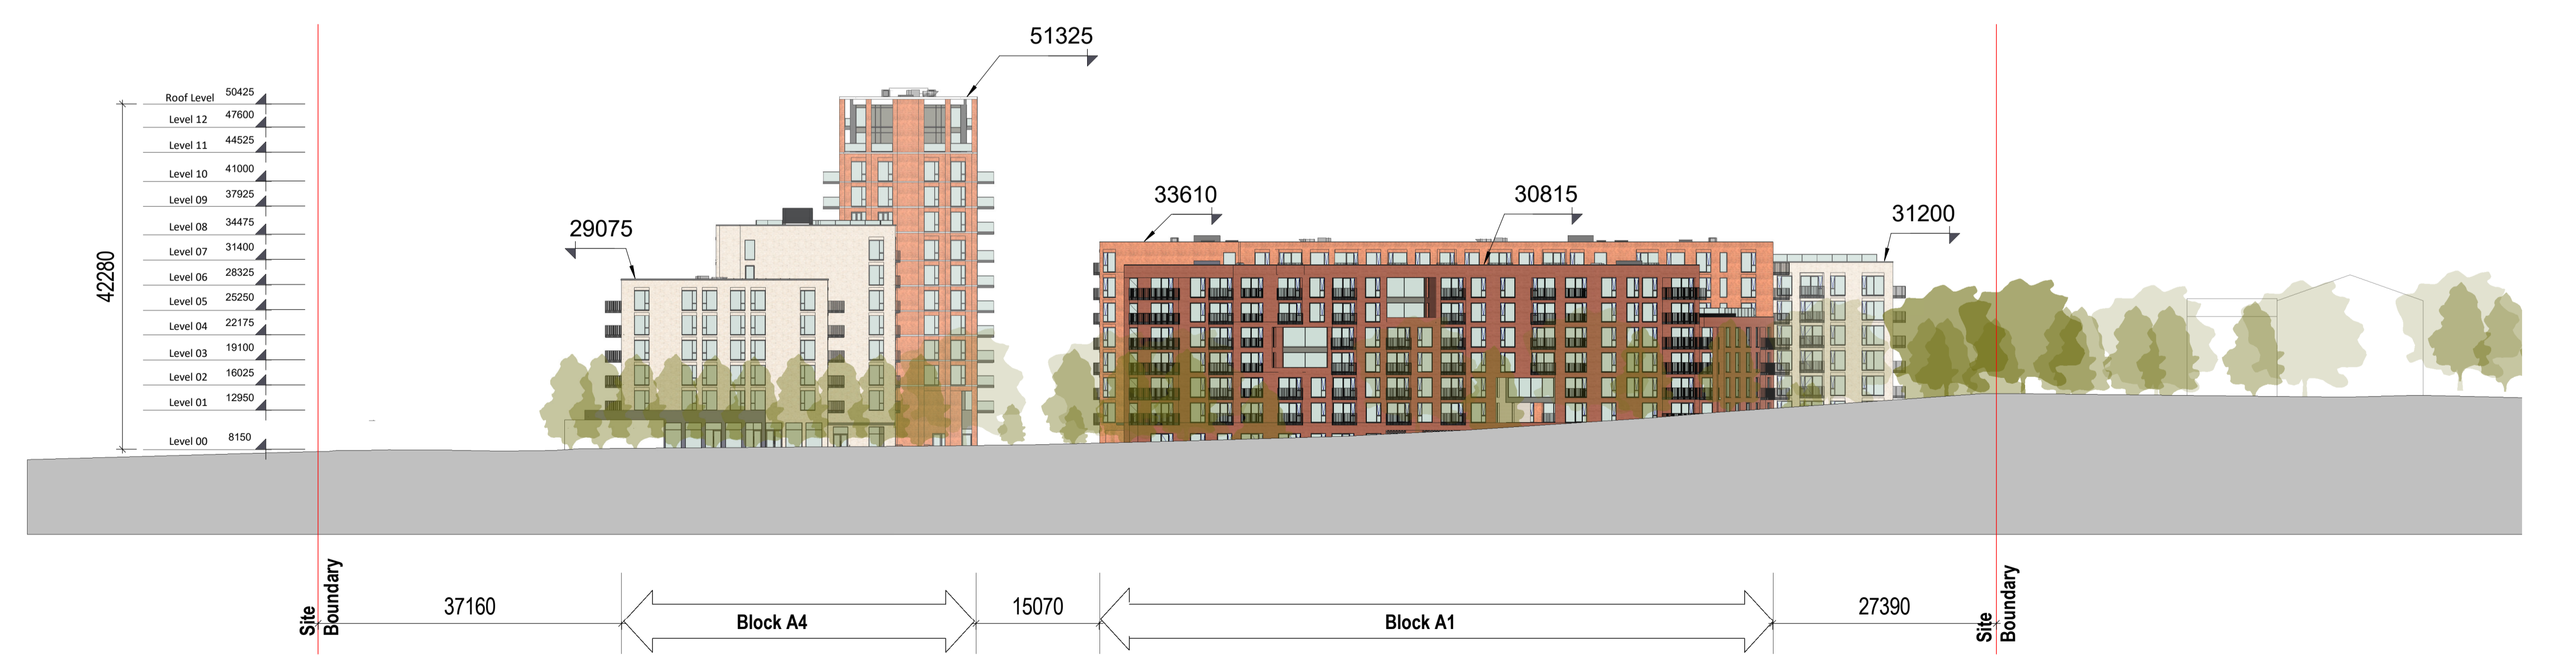 51325
Roof Level 50425
Level 12 47600
Level 11 44525
Level 10 41000
Level 09 37925
Level 08 34475
Level 07 31400
Level 06 28325
Level 05 25250
Level 04 22175
Level 03 19100
Level 02 16025
Level 01 12950
Level 00 8150
42280
29075
33610
30815
31200
Site
Boundary
37160
Block A4
15070
Block A1
27390
Site
Boundary